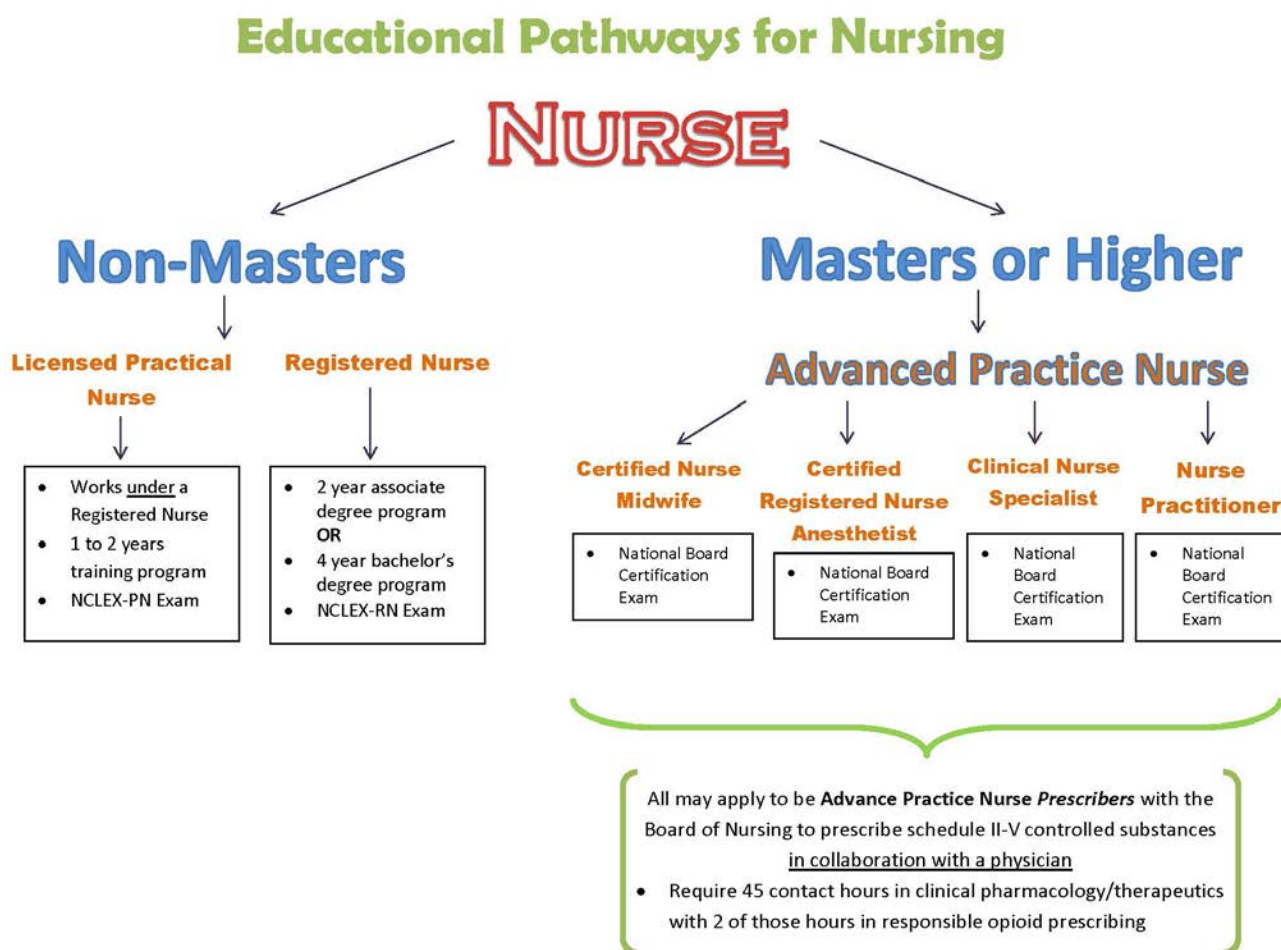 Educational Pathways for Nursing
NURSE
Non-Masters
Masters or Higher
Licensed Practical
Nurse
Registered Nurse
Advanced Practice Nurse
• Works under a
Registered Nurse
• 1 to 2 years
training program
• NCLEX-PN Exam
• 2 year associate
degree program
OR
• 4 year bachelor's
degree program
• NCLEX-RN Exam
Certified Nurse
Midwife
• National Board
Certification
Exam
Certified
Registered Nurse
Anesthetist
• National Board
Certification
Exam
Clinical Nurse
Specialist
• National
Board
Certification
Exam
Nurse
Practitioner
• National
Board
Certification
Exam
All may apply to be Advance Practice Nurse Prescribers with the
Board of Nursing to prescribe schedule II-V controlled substances
in collaboration with a physician
• Require 45 contact hours in clinical pharmacology/therapeutics
with 2 of those hours in responsible opioid prescribing